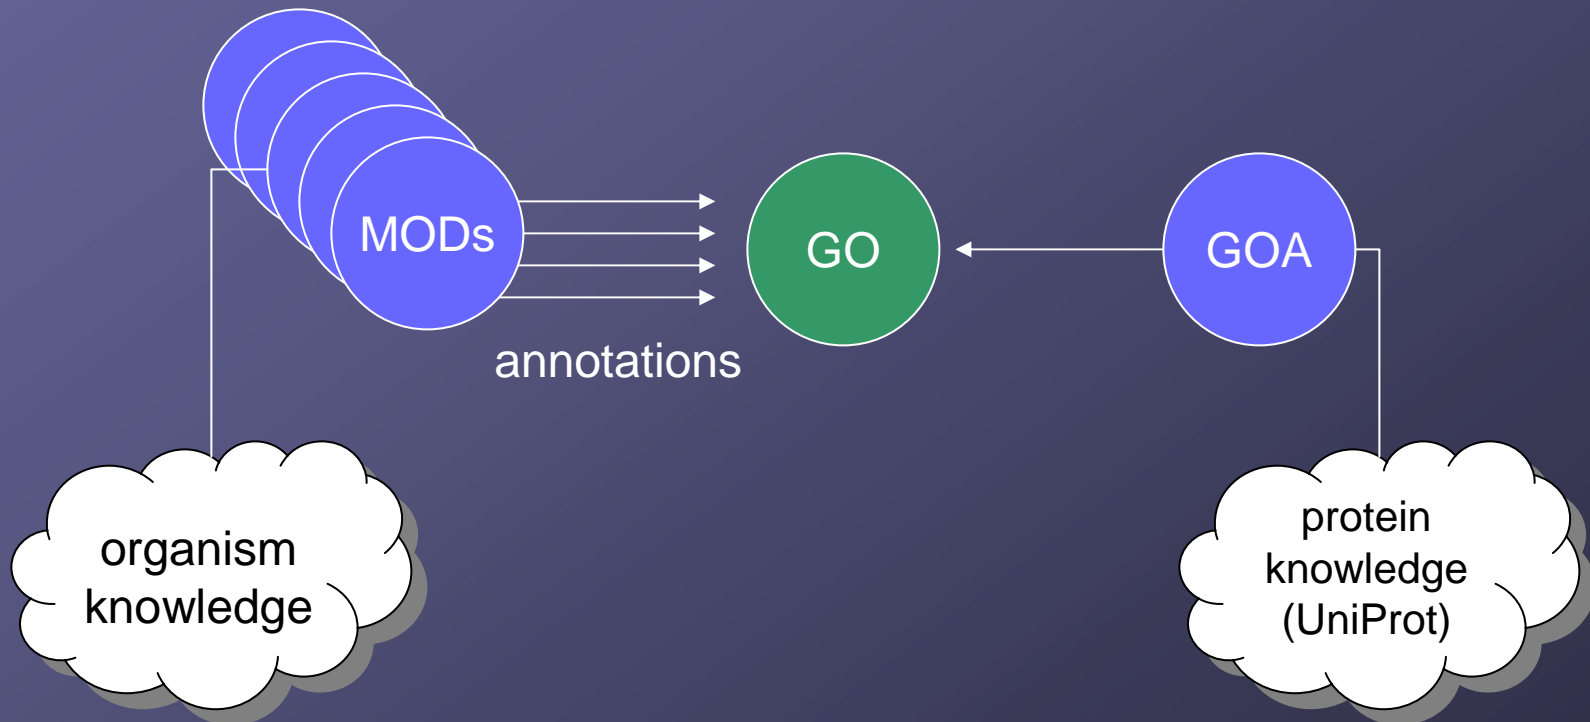 MODs
GO
GOA
annotations
organism
knowledge
protein
knowledge
(UniProt)